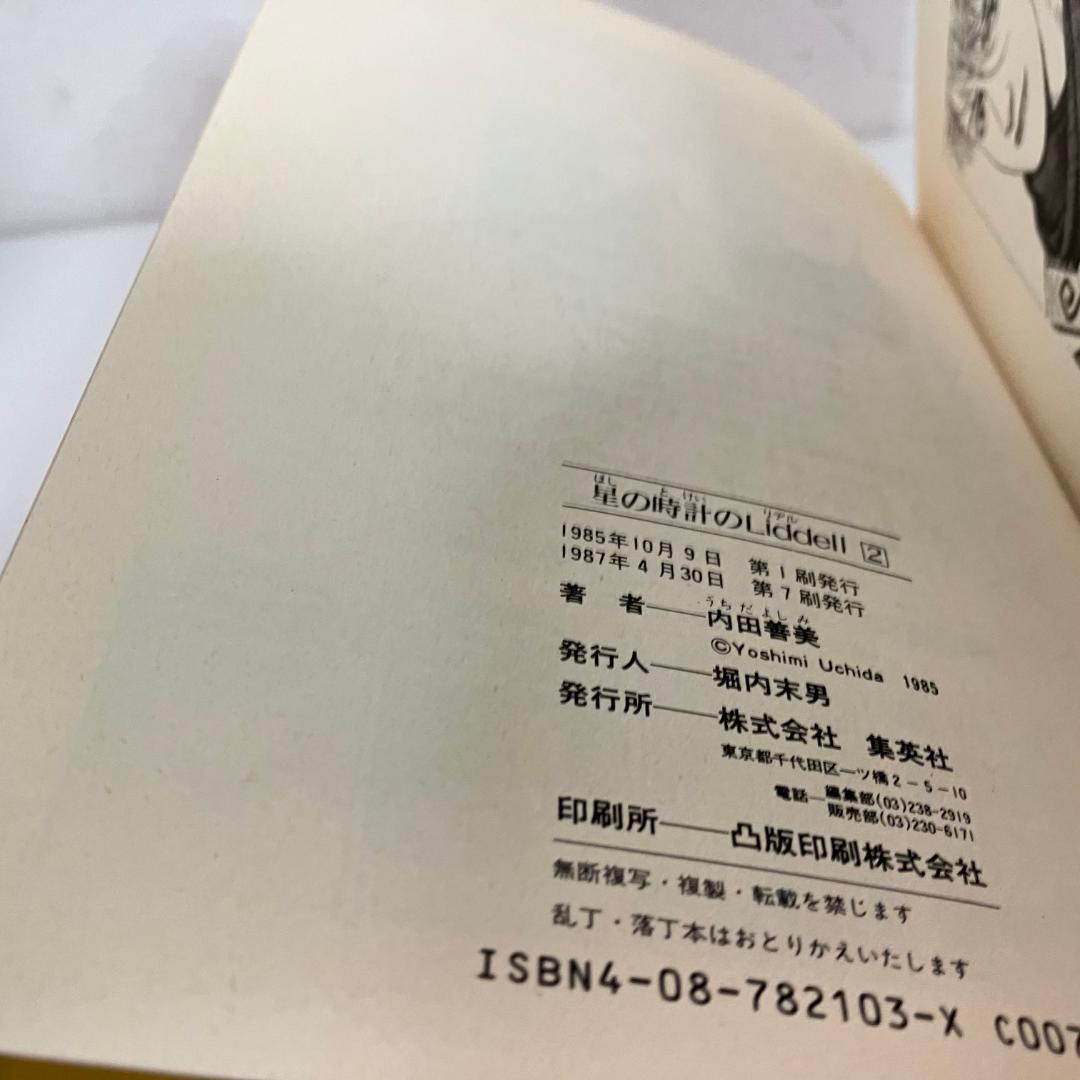 星の時計のLiddell 2
1985年10月9日 第1刷発行
1987年4月30日 第7刷発行
著 者――内田善美
©Yoshimi Uchida 1985
発行人――堀内末男
発行所――株式会社 集英社
東京都千代田区一ツ橋2-5-10
電話―編集部(03)238-2919
販売部(03)230-6171
印刷所――凸版印刷株式会社
無断複写・複製・転載を禁じます
乱丁・落丁本はおとりかえいたします
ISBN4-08-782103-X C007